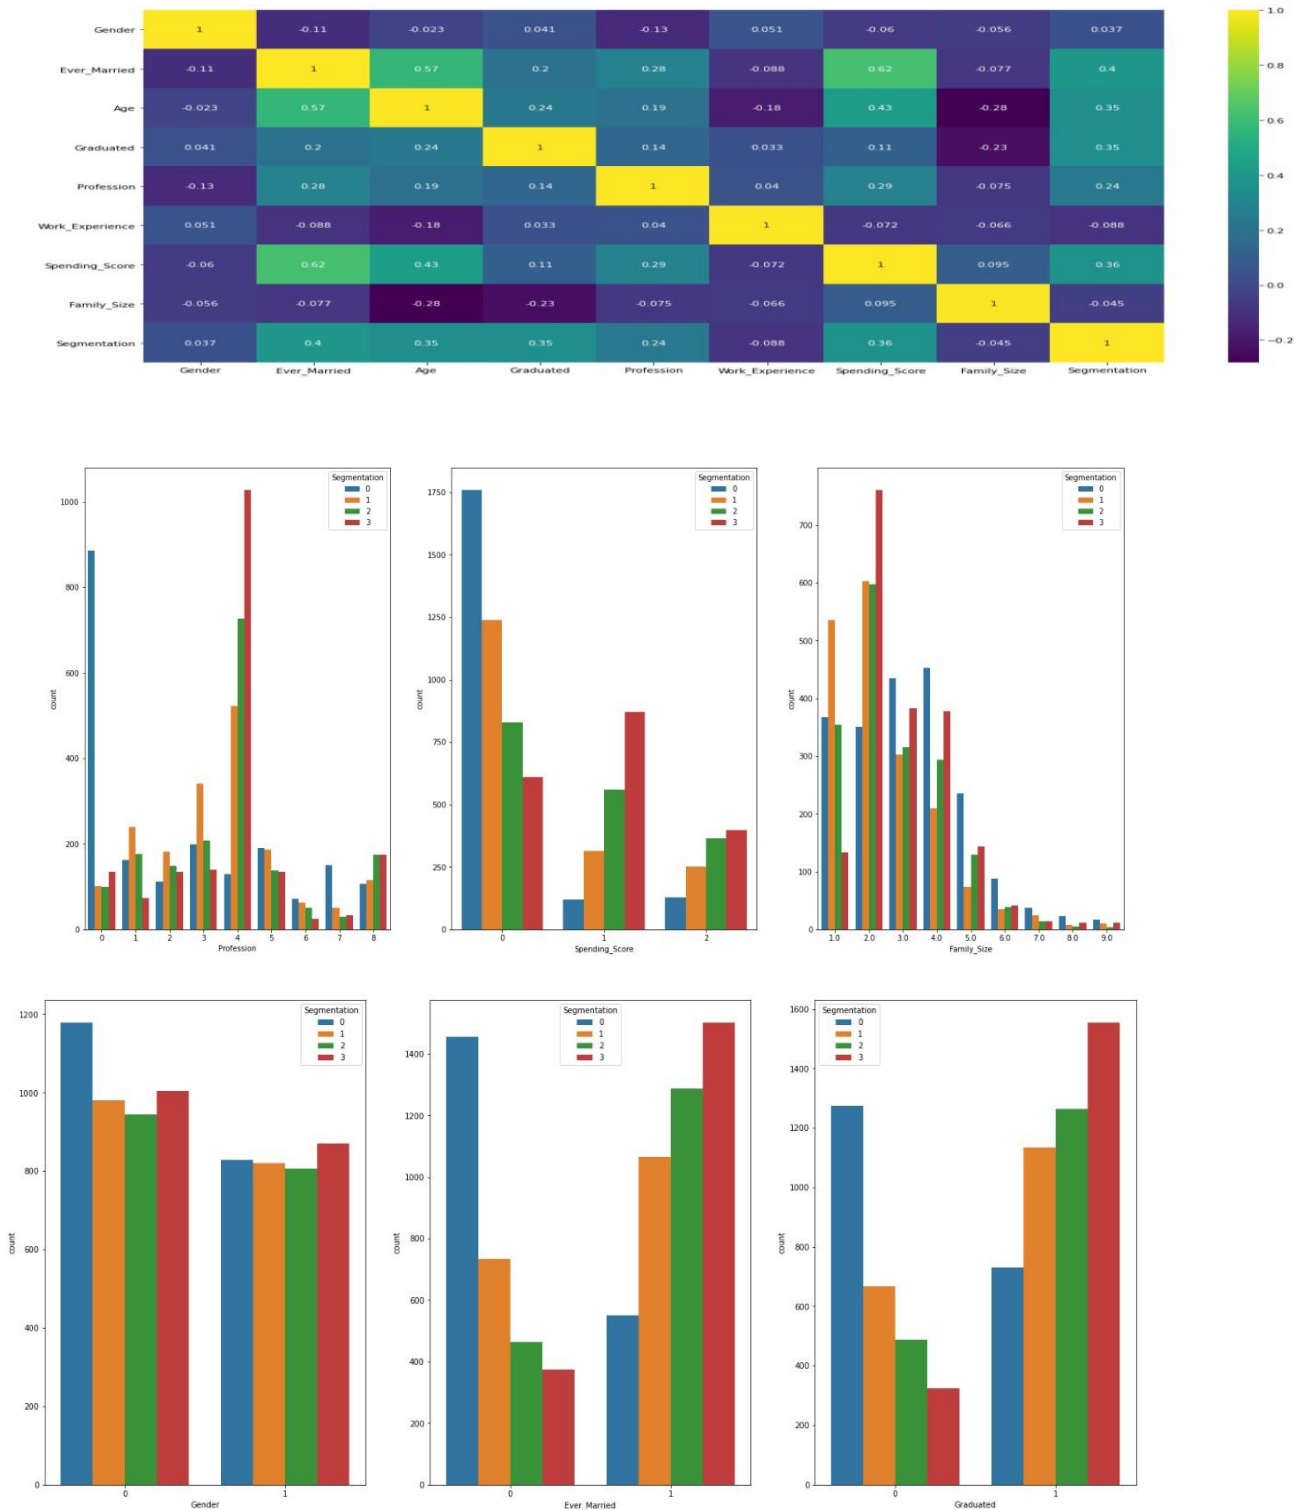 Gender 1 -0.11 -0.023 0.041 -0.13 0.051 -0.06 -0.056 0.037
Ever_Married -0.11 1 0.57 0.2 0.28 -0.088 0.62 -0.077 0.4
Age -0.023 0.57 1 0.24 0.19 -0.18 0.43 -0.28 0.35
Graduated 0.041 0.2 0.24 1 0.14 0.033 0.11 -0.23 0.35
Profession -0.13 0.28 0.19 0.14 1 0.04 0.29 -0.075 0.24
Work_Experience 0.051 -0.088 -0.18 0.033 0.04 1 -0.072 -0.066 -0.088
Spending_Score -0.06 0.62 0.43 0.11 0.29 -0.072 1 0.095 0.36
Family_Size -0.056 -0.077 -0.28 -0.23 -0.075 -0.066 0.095 1 -0.045
Segmentation 0.037 0.4 0.35 0.35 0.24 -0.088 0.36 -0.045 1
Gender Ever_Married Age Graduated Profession Work_Experience Spending_Score Family_Size Segmentation
1.0
0.8
0.6
0.4
0.2
0.0
−0.2
Segmentation
0
1
2
3
1000
800
600
400
200
0
count
0 1 2 3 4 5 6 7 8
Profession
Segmentation
0
1
2
3
1750
1500
1250
1000
750
500
250
0
count
0 1 2
Spending_Score
Segmentation
0
1
2
3
700
600
500
400
300
200
100
0
count
1.0 2.0 3.0 4.0 5.0 6.0 7.0 8.0 9.0
Family_Size
Segmentation
0
1
2
3
1200
1000
800
600
400
200
0
count
0 1
Gender
Segmentation
0
1
2
3
1400
1200
1000
800
600
400
200
0
count
0 1
Ever_Married
Segmentation
0
1
2
3
1600
1400
1200
1000
800
600
400
200
0
count
0 1
Graduated